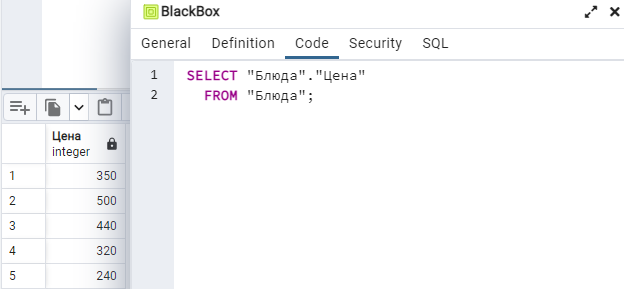 BlackBox
General Definition Code Security SQL
1 SELECT "Блюда"."Цена"
2 FROM "Блюда";
Цена
integer
1 350
2 500
3 440
4 320
5 240